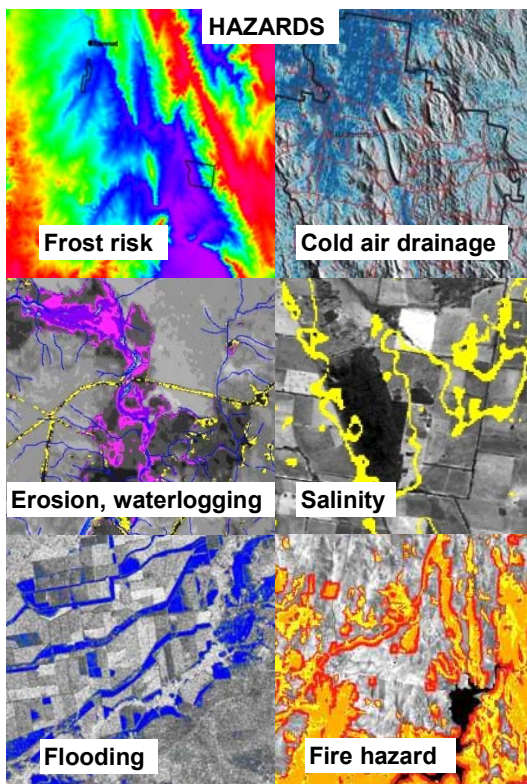 HAZARDS
Frost risk
Cold air drainage
Erosion, waterlogging
Salinity
Flooding
Fire hazard